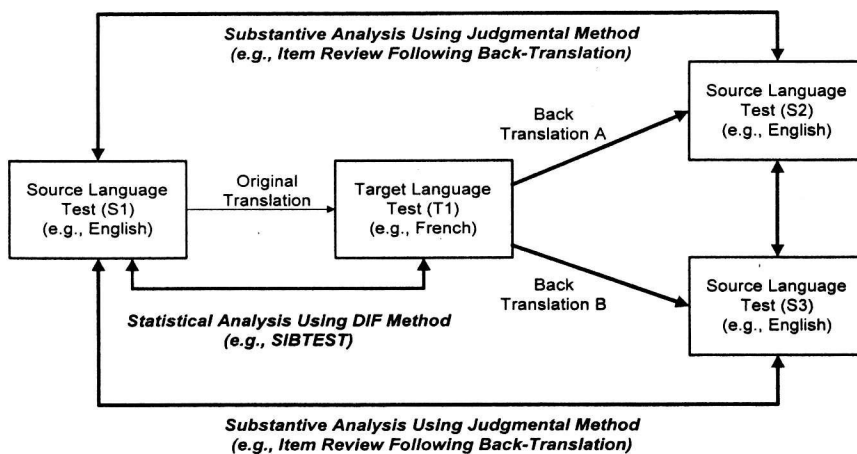 Substantive Analysis Using Judgmental Method
(e.g., Item Review Following Back-Translation)
Source Language
Test (S2)
(e.g., English)
Back
Translation A
Original
Translation
Source Language
Test (S1)
(e.g., English)
Target Language
Test (T1)
(e.g., French)
Back
Translation B
Source Language
Test (S3)
(e.g., English)
Statistical Analysis Using DIF Method
(e.g., SIBTEST)
Substantive Analysis Using Judgmental Method
(e.g., Item Review Following Back-Translation)